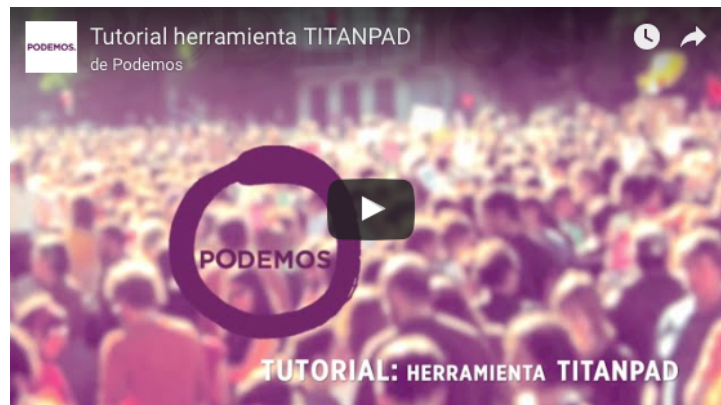 PODEMOS.
Tutorial herramienta TITANPAD
de Podemos
PODEMOS
TUTORIAL: HERRAMIENTA TITANPAD